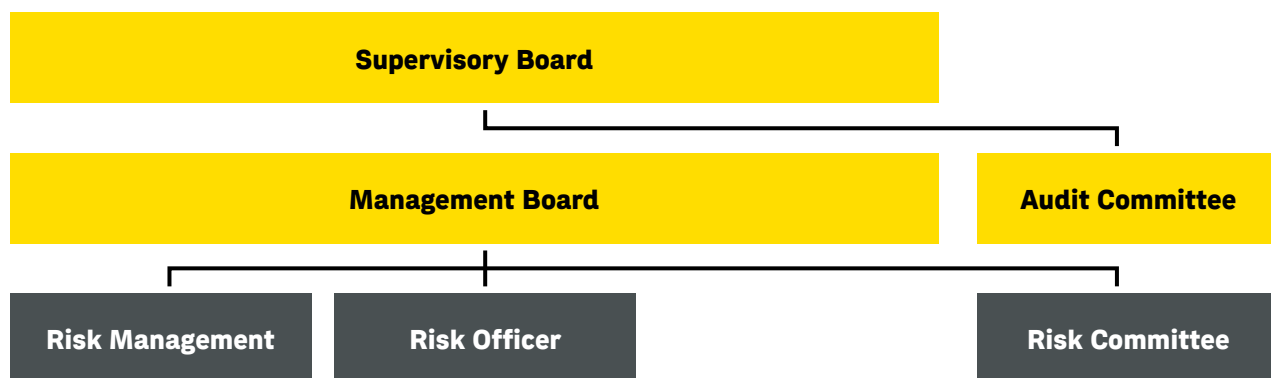 Supervisory Board
Management Board
Audit Committee
Risk Management
Risk Officer
Risk Committee